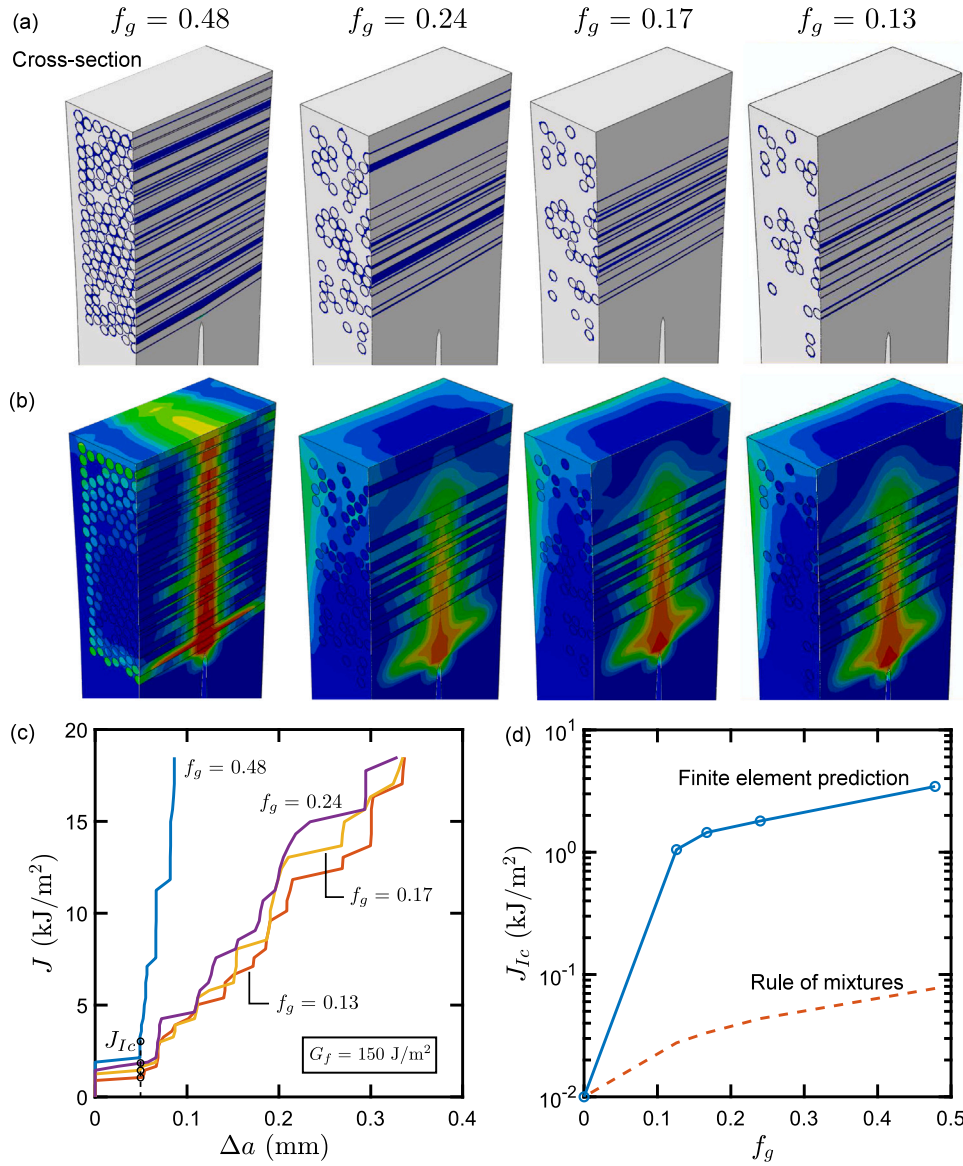 (a) f_g = 0.48 f_g = 0.24 f_g = 0.17 f_g = 0.13
Cross-section
(b)
(c)
20
15
10
5
0
J (kJ/m²)
f_g = 0.48
f_g = 0.24
f_g = 0.17
f_g = 0.13
J_Ic
G_f = 150 J/m²
0 0.1 0.2 0.3 0.4
Δa (mm)
(d)
10¹
10⁰
10⁻¹
10⁻²
J_Ic (kJ/m²)
Finite element prediction
Rule of mixtures
0 0.1 0.2 0.3 0.4 0.5
f_g